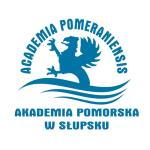 ACADEMIA POMERANIENSIS
AKADEMIA POMORSKA
W SŁUPSKU